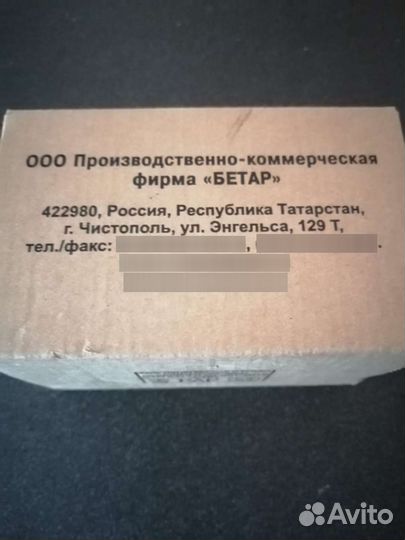 ООО Производственно-коммерческая
фирма «БЕТАР»
422980, Россия, Республика Татарстан,
г. Чистополь, ул. Энгельса, 129 Т,
тел./факс: , .
Avito